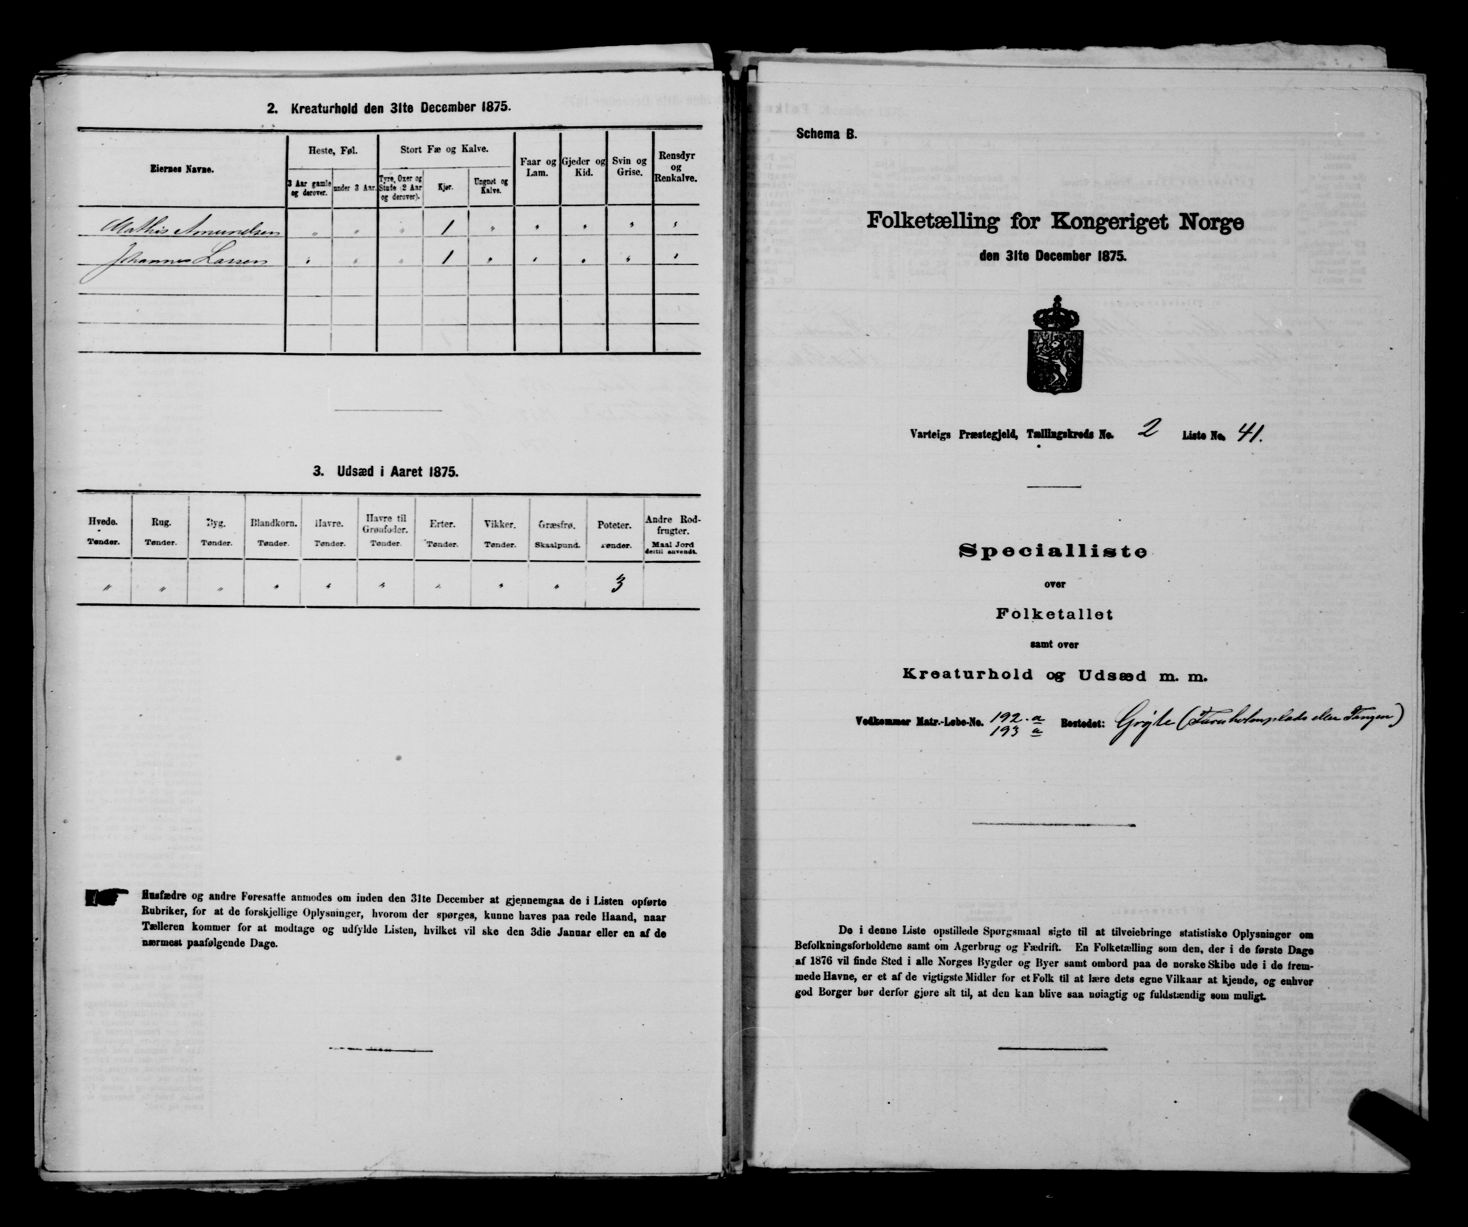 2. Kreaturhold den 31te December 1875.
Eiernes Navne.
Heste, Føl.
Stort Fæ og Kalve.
Faar og Lam.
Gjeder og Kid.
Svin og Grise.
Rensdyr og Renkalve.
3 Aar gamle og derover.
under 3 Aar.
Tyre, Oxer og Stude (2 Aar og derover).
Kjør.
Ungnøt og Kalve.
Mathis Amundsen " " " 1 " " " " "
Johannes Larsen " " " 1 " " " " "
3. Udsæd i Aaret 1875.
Hvede. Rug. Byg. Blandkorn. Havre. Havre til Grønfoder. Erter. Vikker. Græsfrø. Poteter. Andre Rodfrugter.
Tønder. Tønder. Tønder. Tønder. Tønder. Tønder. Tønder. Tønder. Skaalpund. Tønder. Maal Jord dertil anvendt.
" " " " " " " " " 3
Husfædre og andre Foresatte anmodes om inden den 31te December at gjennemgaa de i Listen opførte
Rubriker, for at de forskjellige Oplysninger, hvorom der spørges, kunne haves paa rede Haand, naar
Tælleren kommer for at modtage og udfylde Listen, hvilket vil ske den 3die Januar eller en af de
nærmest paafølgende Dage.
Schema B.
Folketælling for Kongeriget Norge
den 31te December 1875.
Varteigs Præstegjeld, Tællingskreds No. 2 Liste No. 41.
Specialliste
over
Folketallet
samt over
Kreaturhold og Udsæd m. m.
Vedkommer Matr.-Løbe-No. 192 a Bostedet:
193 a
De i denne Liste opstillede Spørgsmaal sigte til at tilveiebringe statistiske Oplysninger om
Befolkningsforholdene samt om Agerbrug og Fædrift. En Folketælling som den, der i de første Dage
af 1876 vil finde Sted i alle Norges Bygder og Byer samt ombord paa de norske Skibe ude i de frem-
mede Havne, er et af de vigtigste Midler for et Folk til at lære dets egne Vilkaar at kjende, og enhver
god Borger bør derfor gjøre sit til, at den kan blive saa nøiagtig og fuldstændig som muligt.